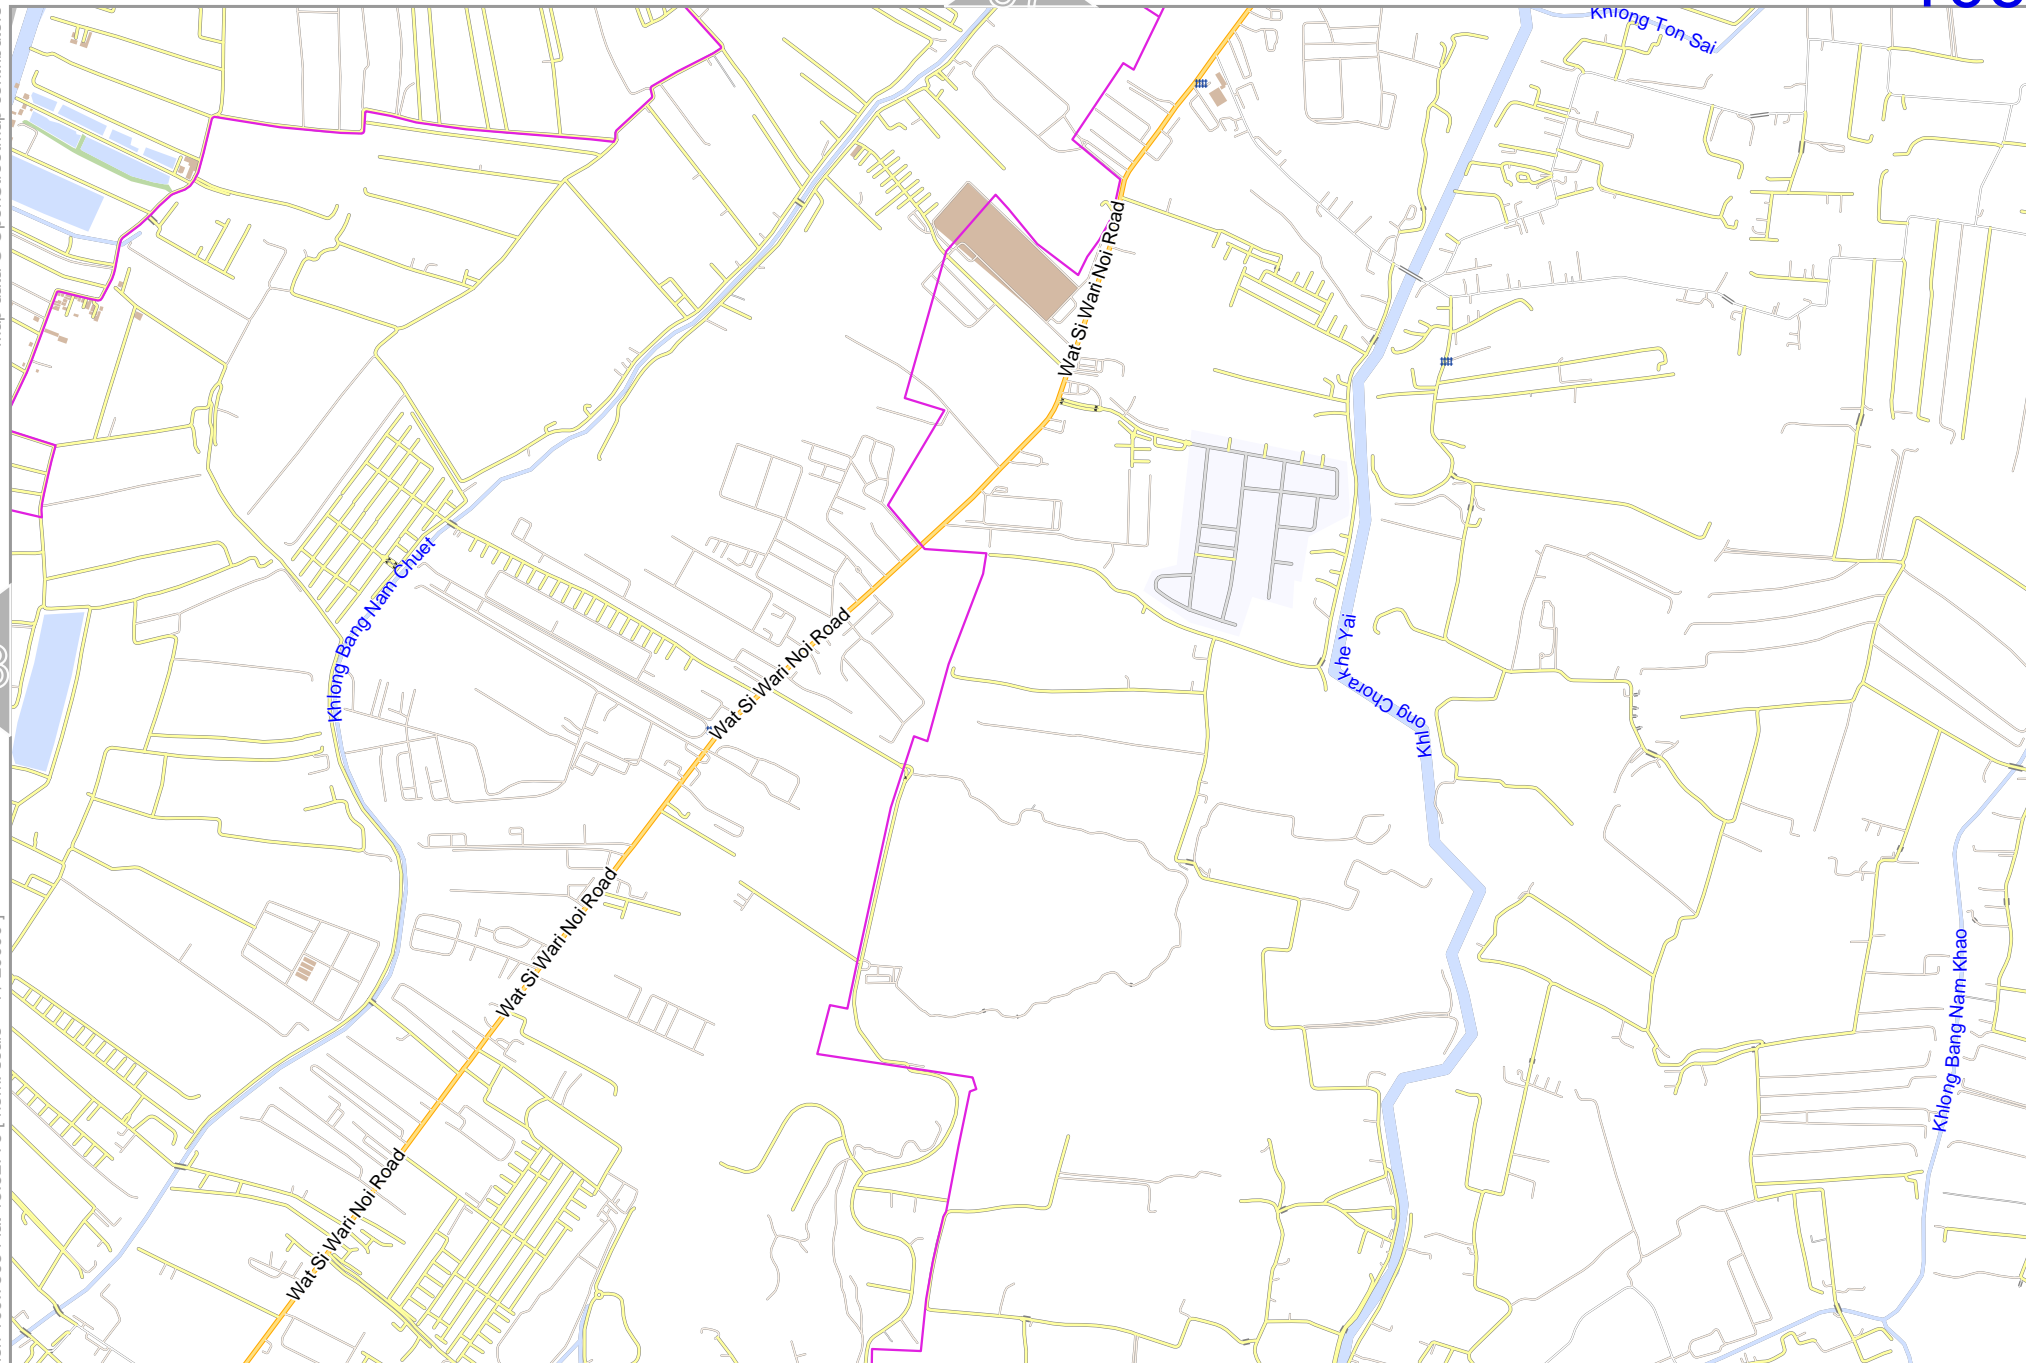 Khlong Ton Sai
Wat Si Wari Noi Road
Khlong Bang Nam Chuet
Wat Si Wari Noi Road
Khlong Chorakhe Yai
Wat Si Wari Noi Road
Khlong Bang Nam Khao
Wat Si Wari Noi Road